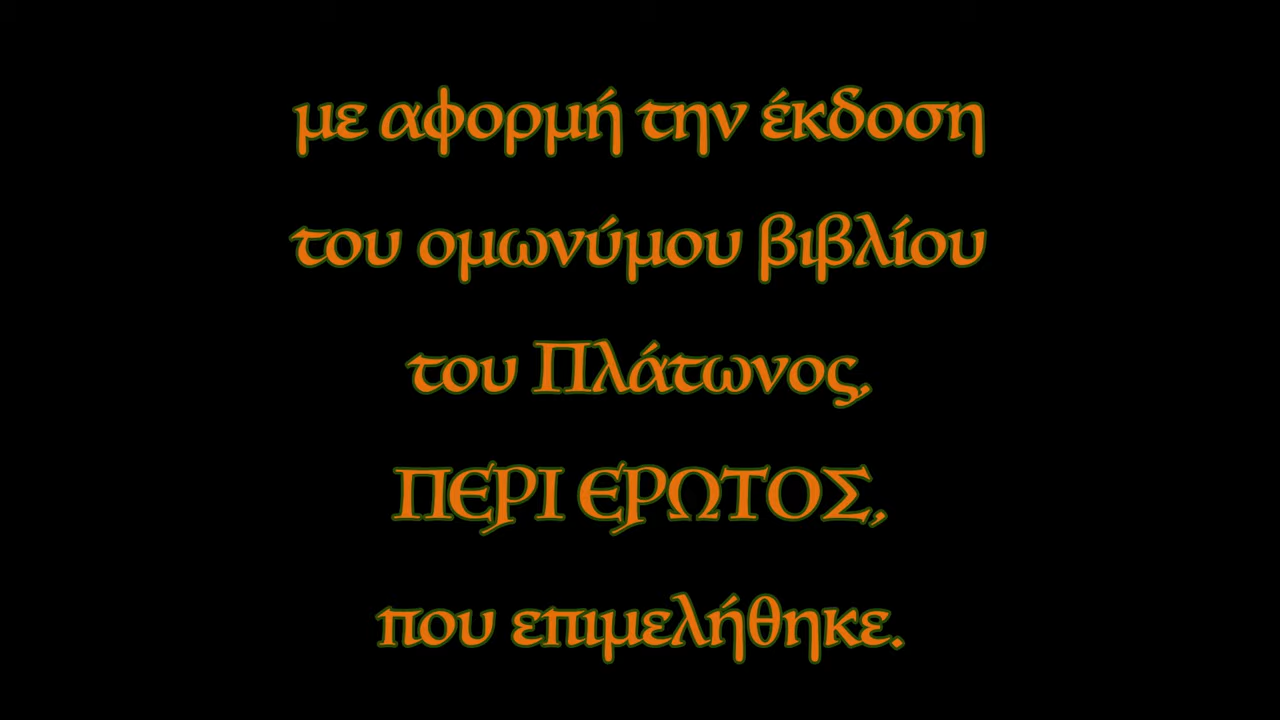 με αφορμή την έκδοση
του ομωνύμου βιβλίου
του Πλάτωνος,
ΠΕΡΙ ΕΡΩΤΟΣ,
που επιμελήθηκε.